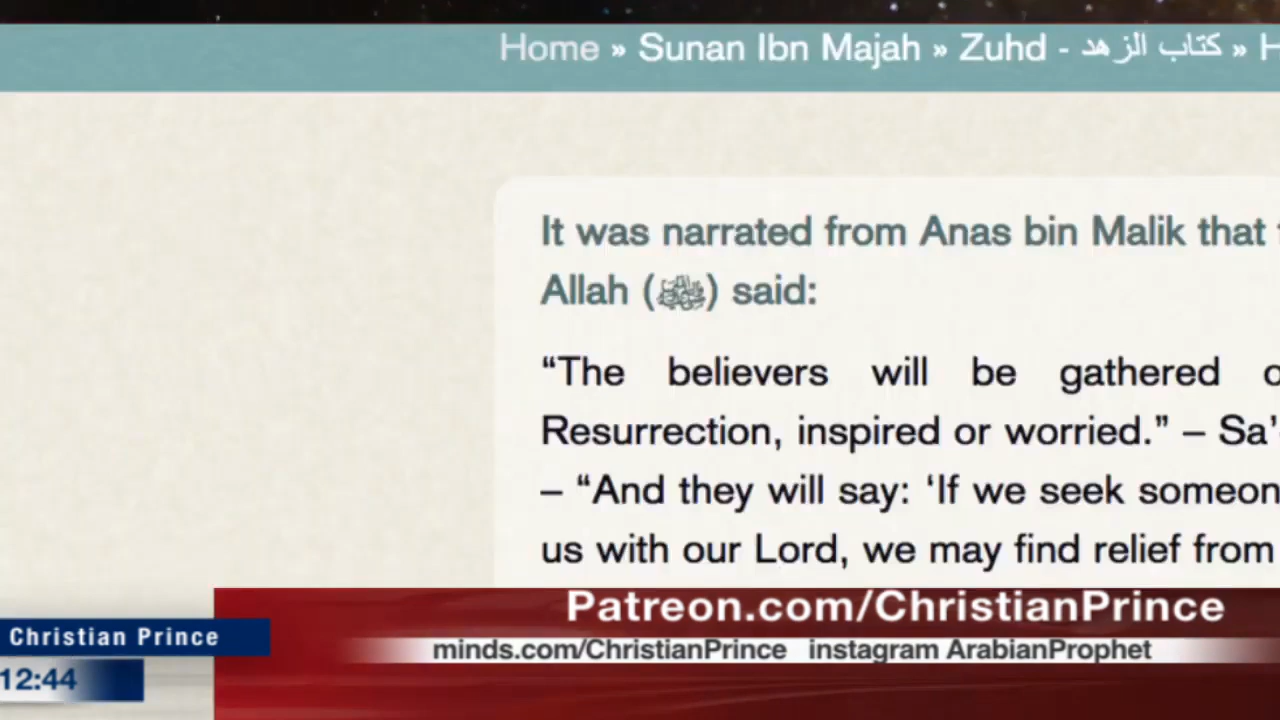 Home » Sunan Ibn Majah » Zuhd - كتاب الزهد »
It was narrated from Anas bin Malik that
Allah (ﷺ) said:
“The believers will be gathered
Resurrection, inspired or worried.” – Sa’
– “And they will say: ‘If we seek someon
us with our Lord, we may find relief from
Patreon.com/ChristianPrince
Christian Prince
minds.com/ChristianPrince instagram ArabianProphet
12:44